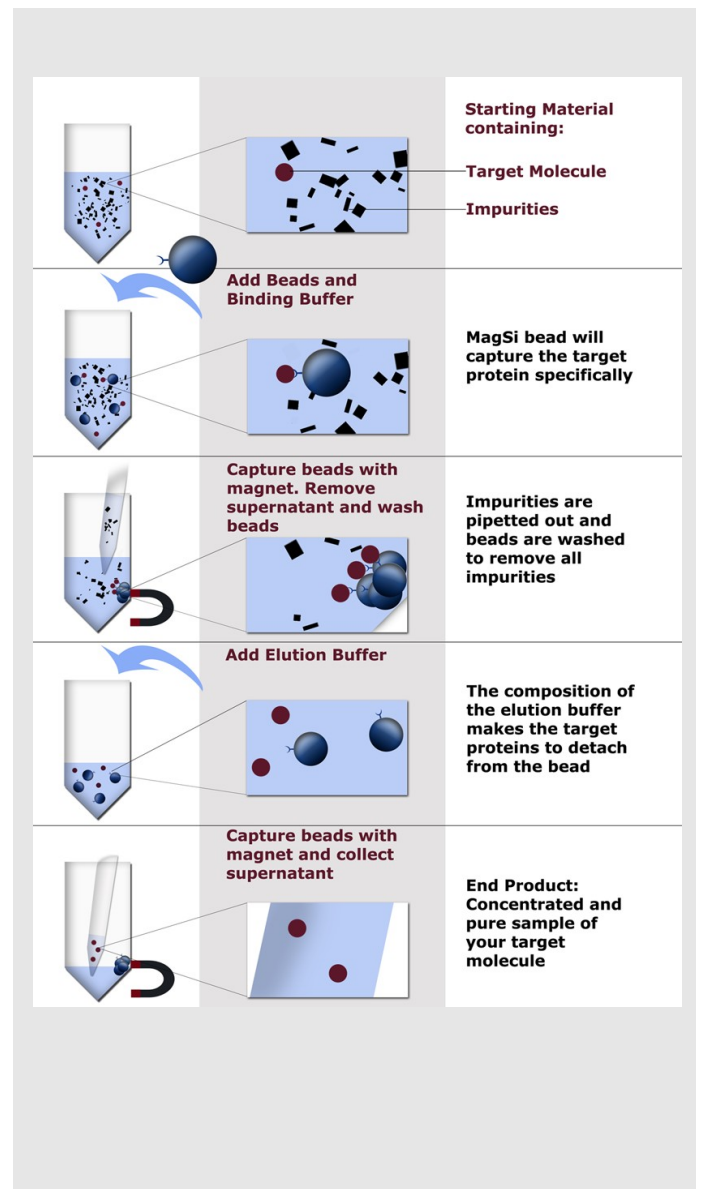 Starting Material
containing:
Target Molecule
Impurities
Add Beads and
Binding Buffer
MagSi bead will
capture the target
protein specifically
Capture beads with
magnet. Remove
supernatant and wash
beads
Impurities are
pipetted out and
beads are washed
to remove all
impurities
Add Elution Buffer
The composition of
the elution buffer
makes the target
proteins to detach
from the bead
Capture beads with
magnet and collect
supernatant
End Product:
Concentrated and
pure sample of
your target
molecule